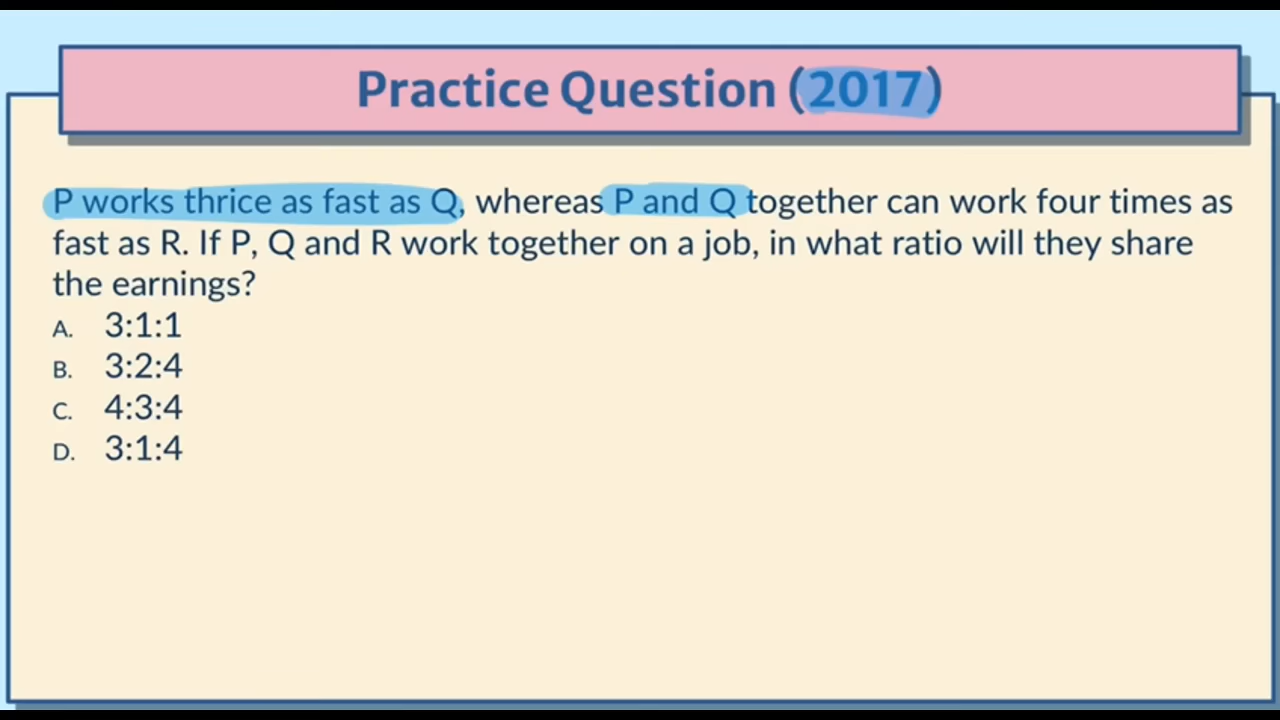 Practice Question (2017)
P works thrice as fast as Q, whereas P and Q together can work four times as
fast as R. If P, Q and R work together on a job, in what ratio will they share
the earnings?
A. 3:1:1
B. 3:2:4
C. 4:3:4
D. 3:1:4